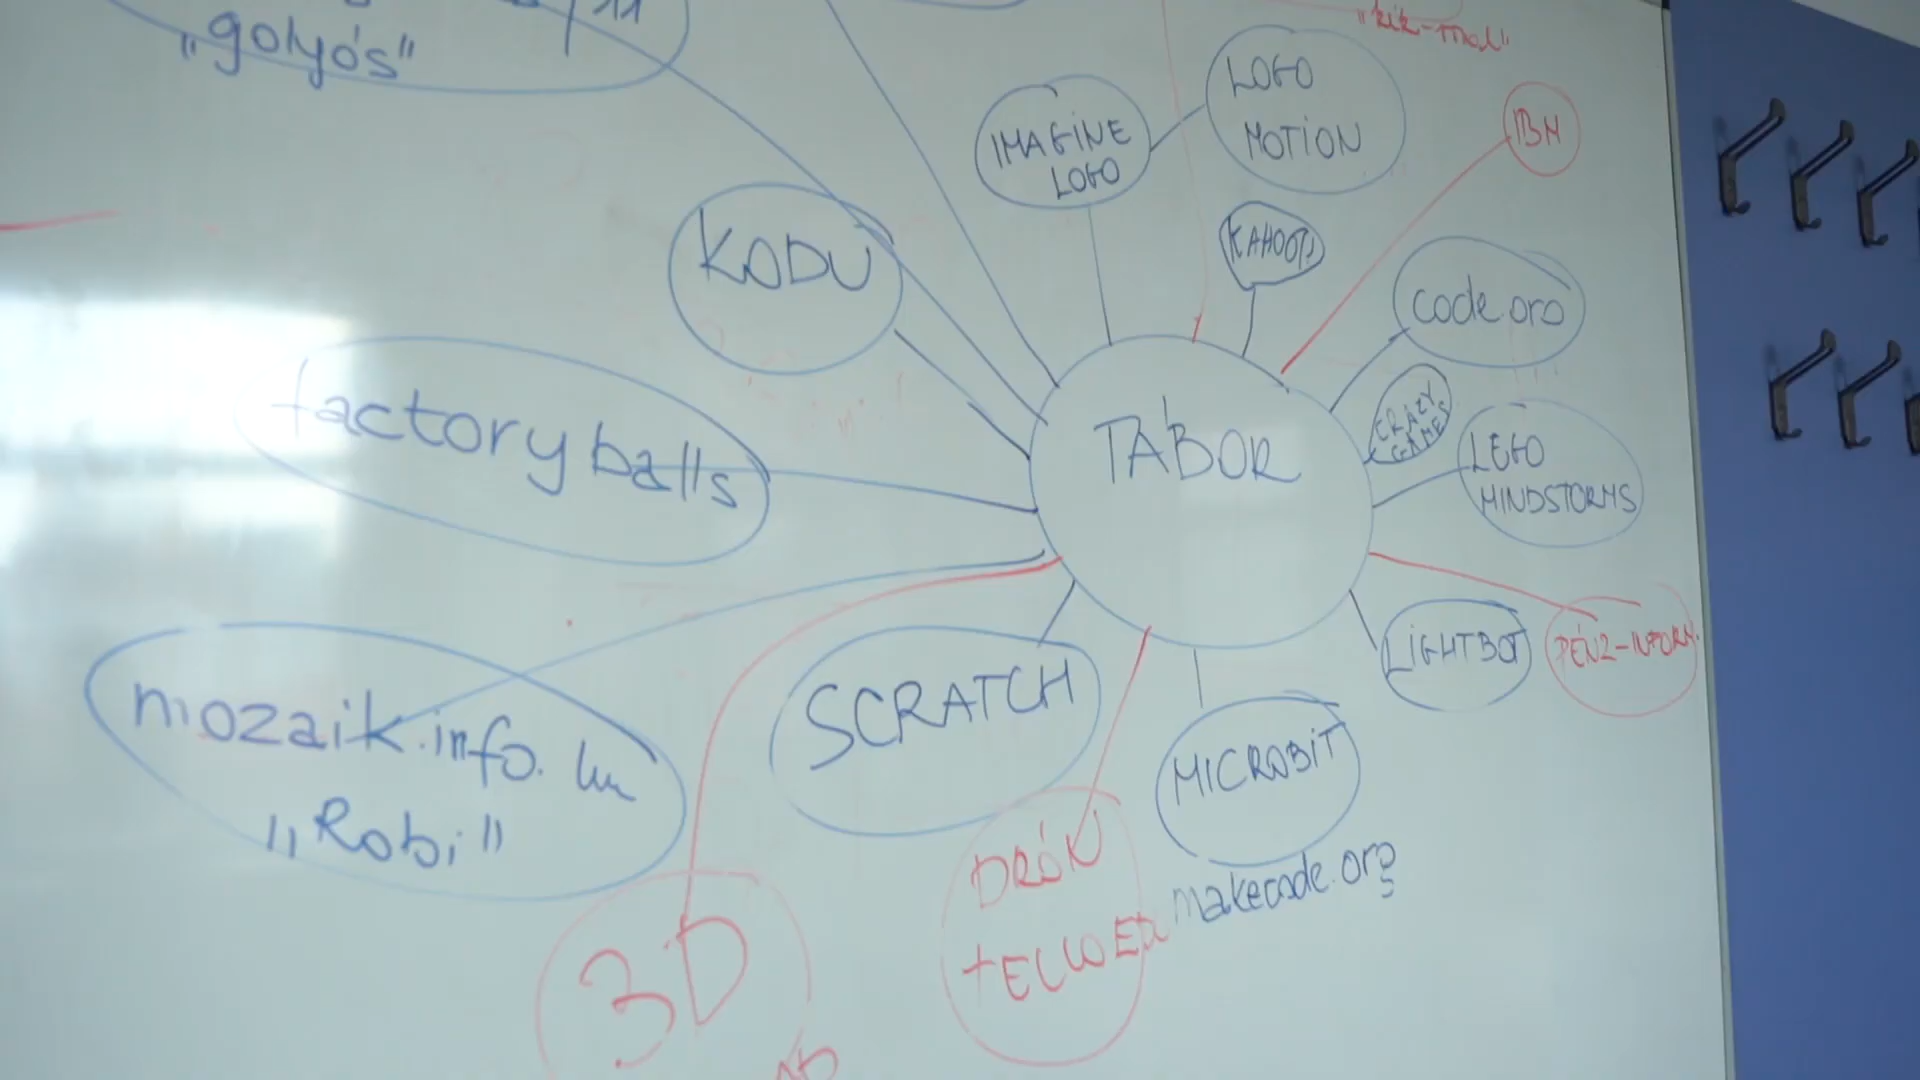 „golyós"
"kik-mal"
LOGO
MOTION
IMAGINE
LOGO
IBM
KODU
KAHOOT!
code.org
CRAZY
GAMES
factory balls
TÁBOR
LEGO
MINDSTORMS
LIGHTBOT
PÉNZ-INFORM.
mozaik.info.hu
„Robi"
SCRATCH
MICROBIT
makecode.org
DRÓN
tELLO EDU
3D